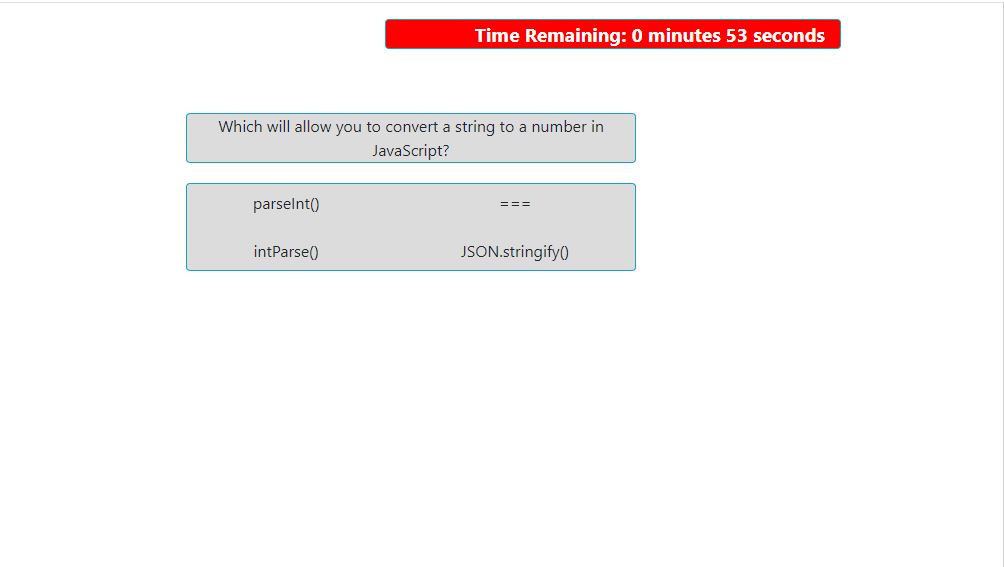 Time Remaining: 0 minutes 53 seconds
Which will allow you to convert a string to a number in
JavaScript?
parseInt() ===
intParse() JSON.stringify()